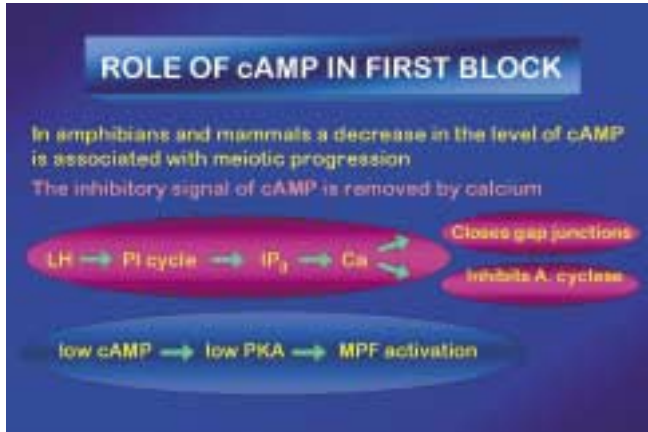 ROLE OF cAMP IN FIRST BLOCK
In amphibians and mammals a decrease in the level of cAMP
is associated with meiotic progression
The inhibitory signal of cAMP is removed by calcium
Closes gap junctions
LH PI cycle IP3 Ca
Inhibits A. cyclase
low cAMP low PKA MPF activation